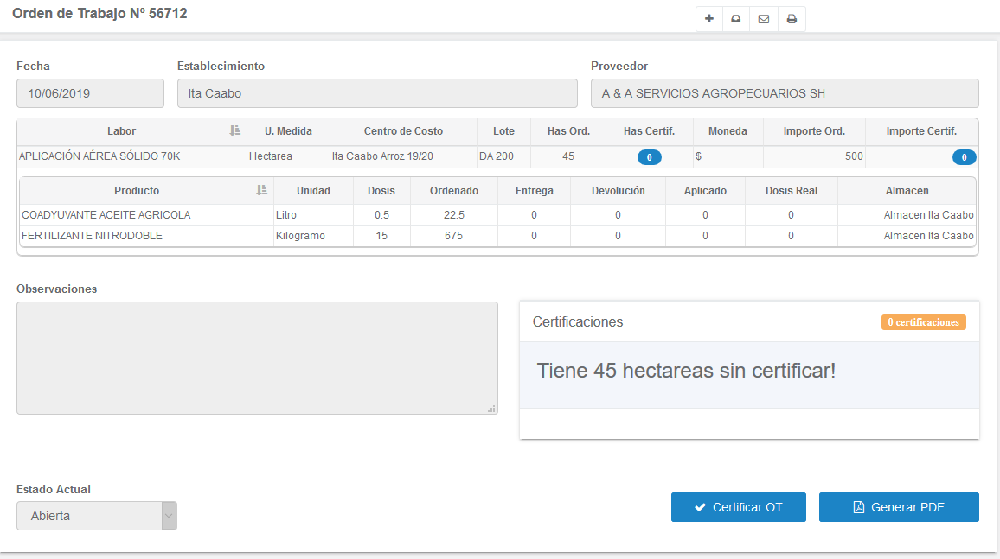 Orden de Trabajo Nº 56712
Fecha Establecimiento Proveedor
10/06/2019 Ita Caabo A & A SERVICIOS AGROPECUARIOS SH
Labor U. Medida Centro de Costo Lote Has Ord. Has Certif. Moneda Importe Ord. Importe Certif.
APLICACIÓN AÉREA SÓLIDO 70K Hectarea Ita Caabo Arroz 19/20 DA 200 45 0 $ 500 0
Producto Unidad Dosis Ordenado Entrega Devolución Aplicado Dosis Real Almacen
COADYUVANTE ACEITE AGRICOLA Litro 0.5 22.5 0 0 0 0 Almacen Ita Caabo
FERTILIZANTE NITRODOBLE Kilogramo 15 675 0 0 0 0 Almacen Ita Caabo
Observaciones
Certificaciones 0 certificaciones
Tiene 45 hectareas sin certificar!
Estado Actual
Abierta Certificar OT Generar PDF